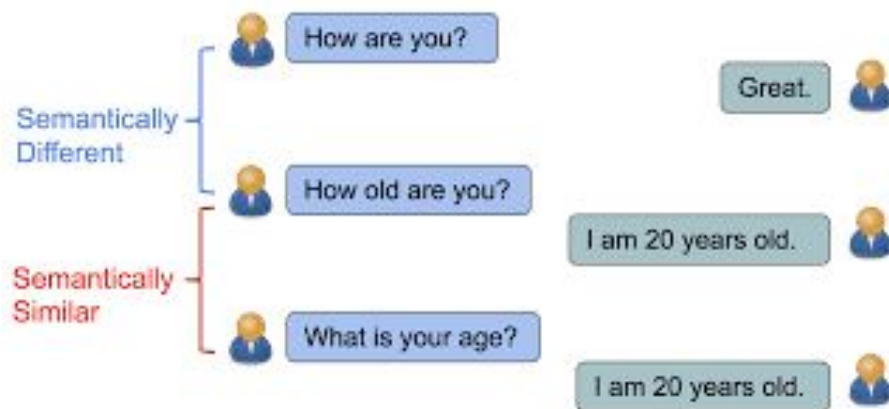 How are you?
Great.
Semantically
Different
How old are you?
I am 20 years old.
Semantically
Similar
What is your age?
I am 20 years old.